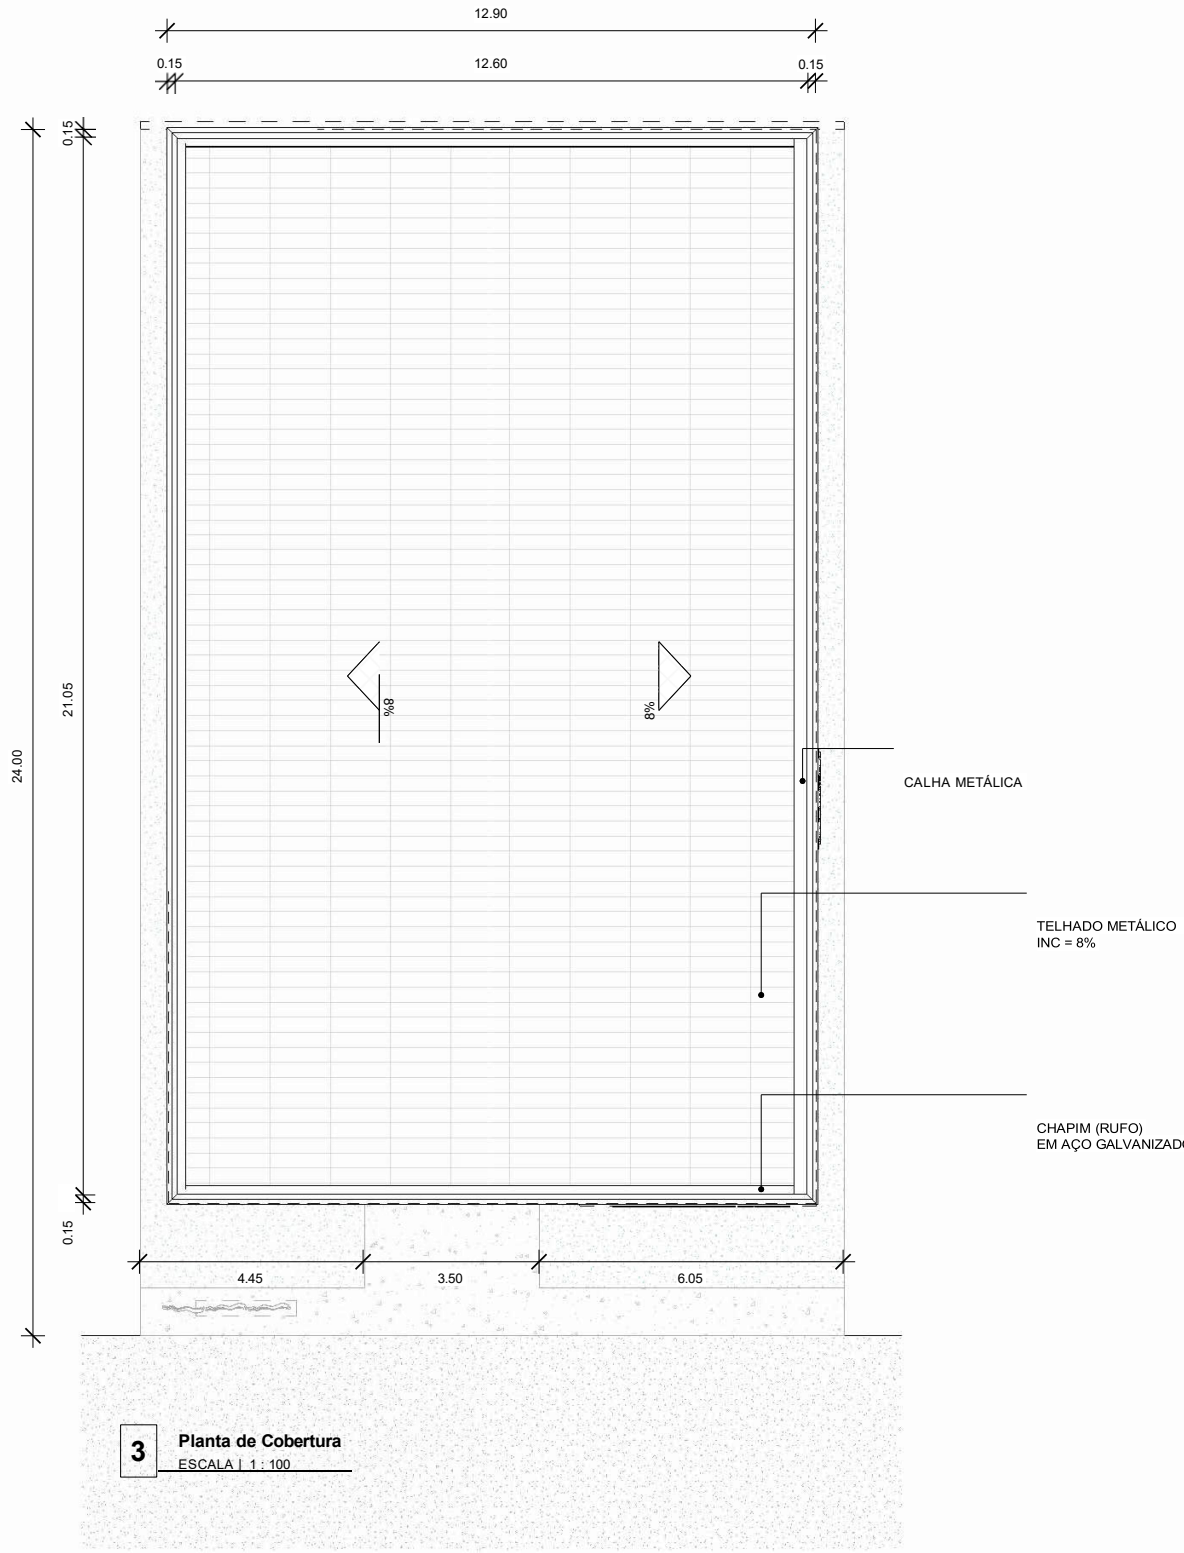 12.90
0.15
12.60
0.15
0.15
21.05
24.00
8%
8%
CALHA METÁLICA
TELHADO METÁLICO
INC = 8%
CHAPIM (RUFO)
EM AÇO GALVANIZADO
0.15
4.45
3.50
6.05
3
Planta de Cobertura
ESCALA | 1 : 100